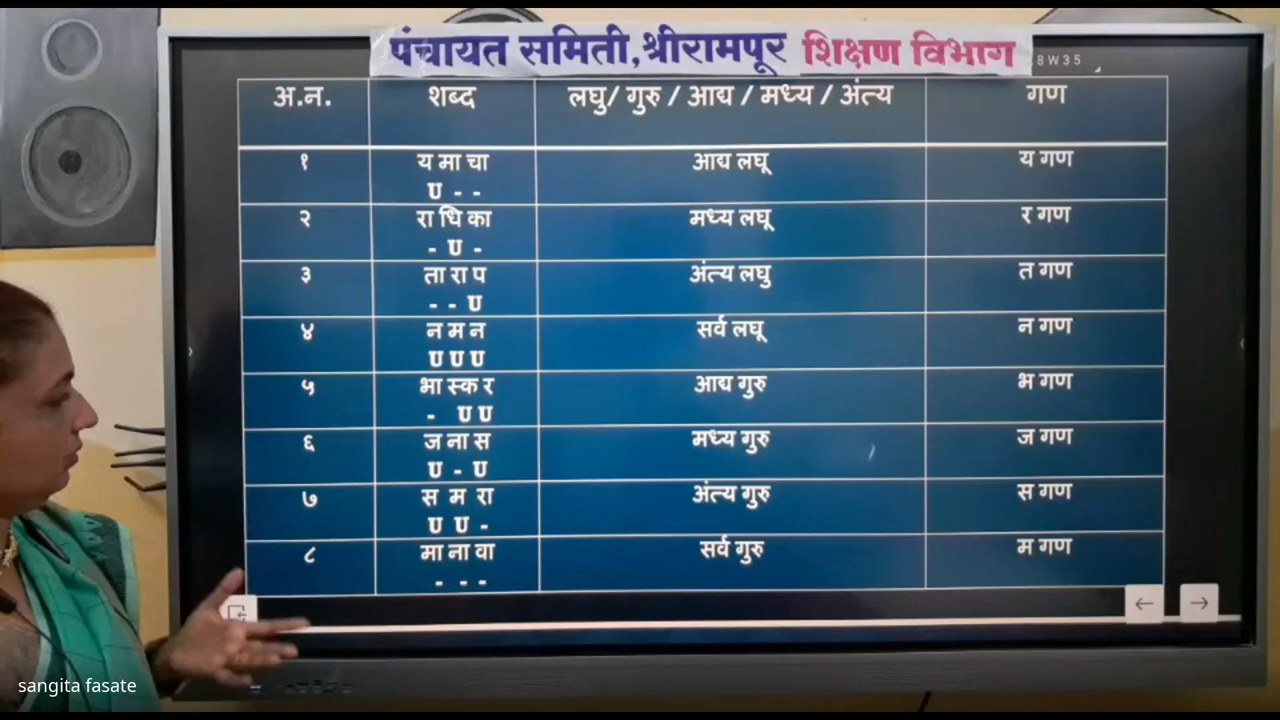 पंचायत समिती,श्रीरामपूर शिक्षण विभाग
8W35
अ.न. शब्द लघु/ गुरु / आद्य / मध्य / अंत्य गण
१ य मा चा आद्य लघू य गण
U - -
२ रा धि का मध्य लघू र गण
- U -
३ ता रा प अंत्य लघु त गण
- - U
४ न म न सर्व लघू न गण
U U U
५ भा स्क र आद्य गुरु भ गण
- U U
६ ज ना स मध्य गुरु ज गण
U - U
७ स म रा अंत्य गुरु स गण
U U -
८ मा ना वा सर्व गुरु म गण
- - -
sangita fasate